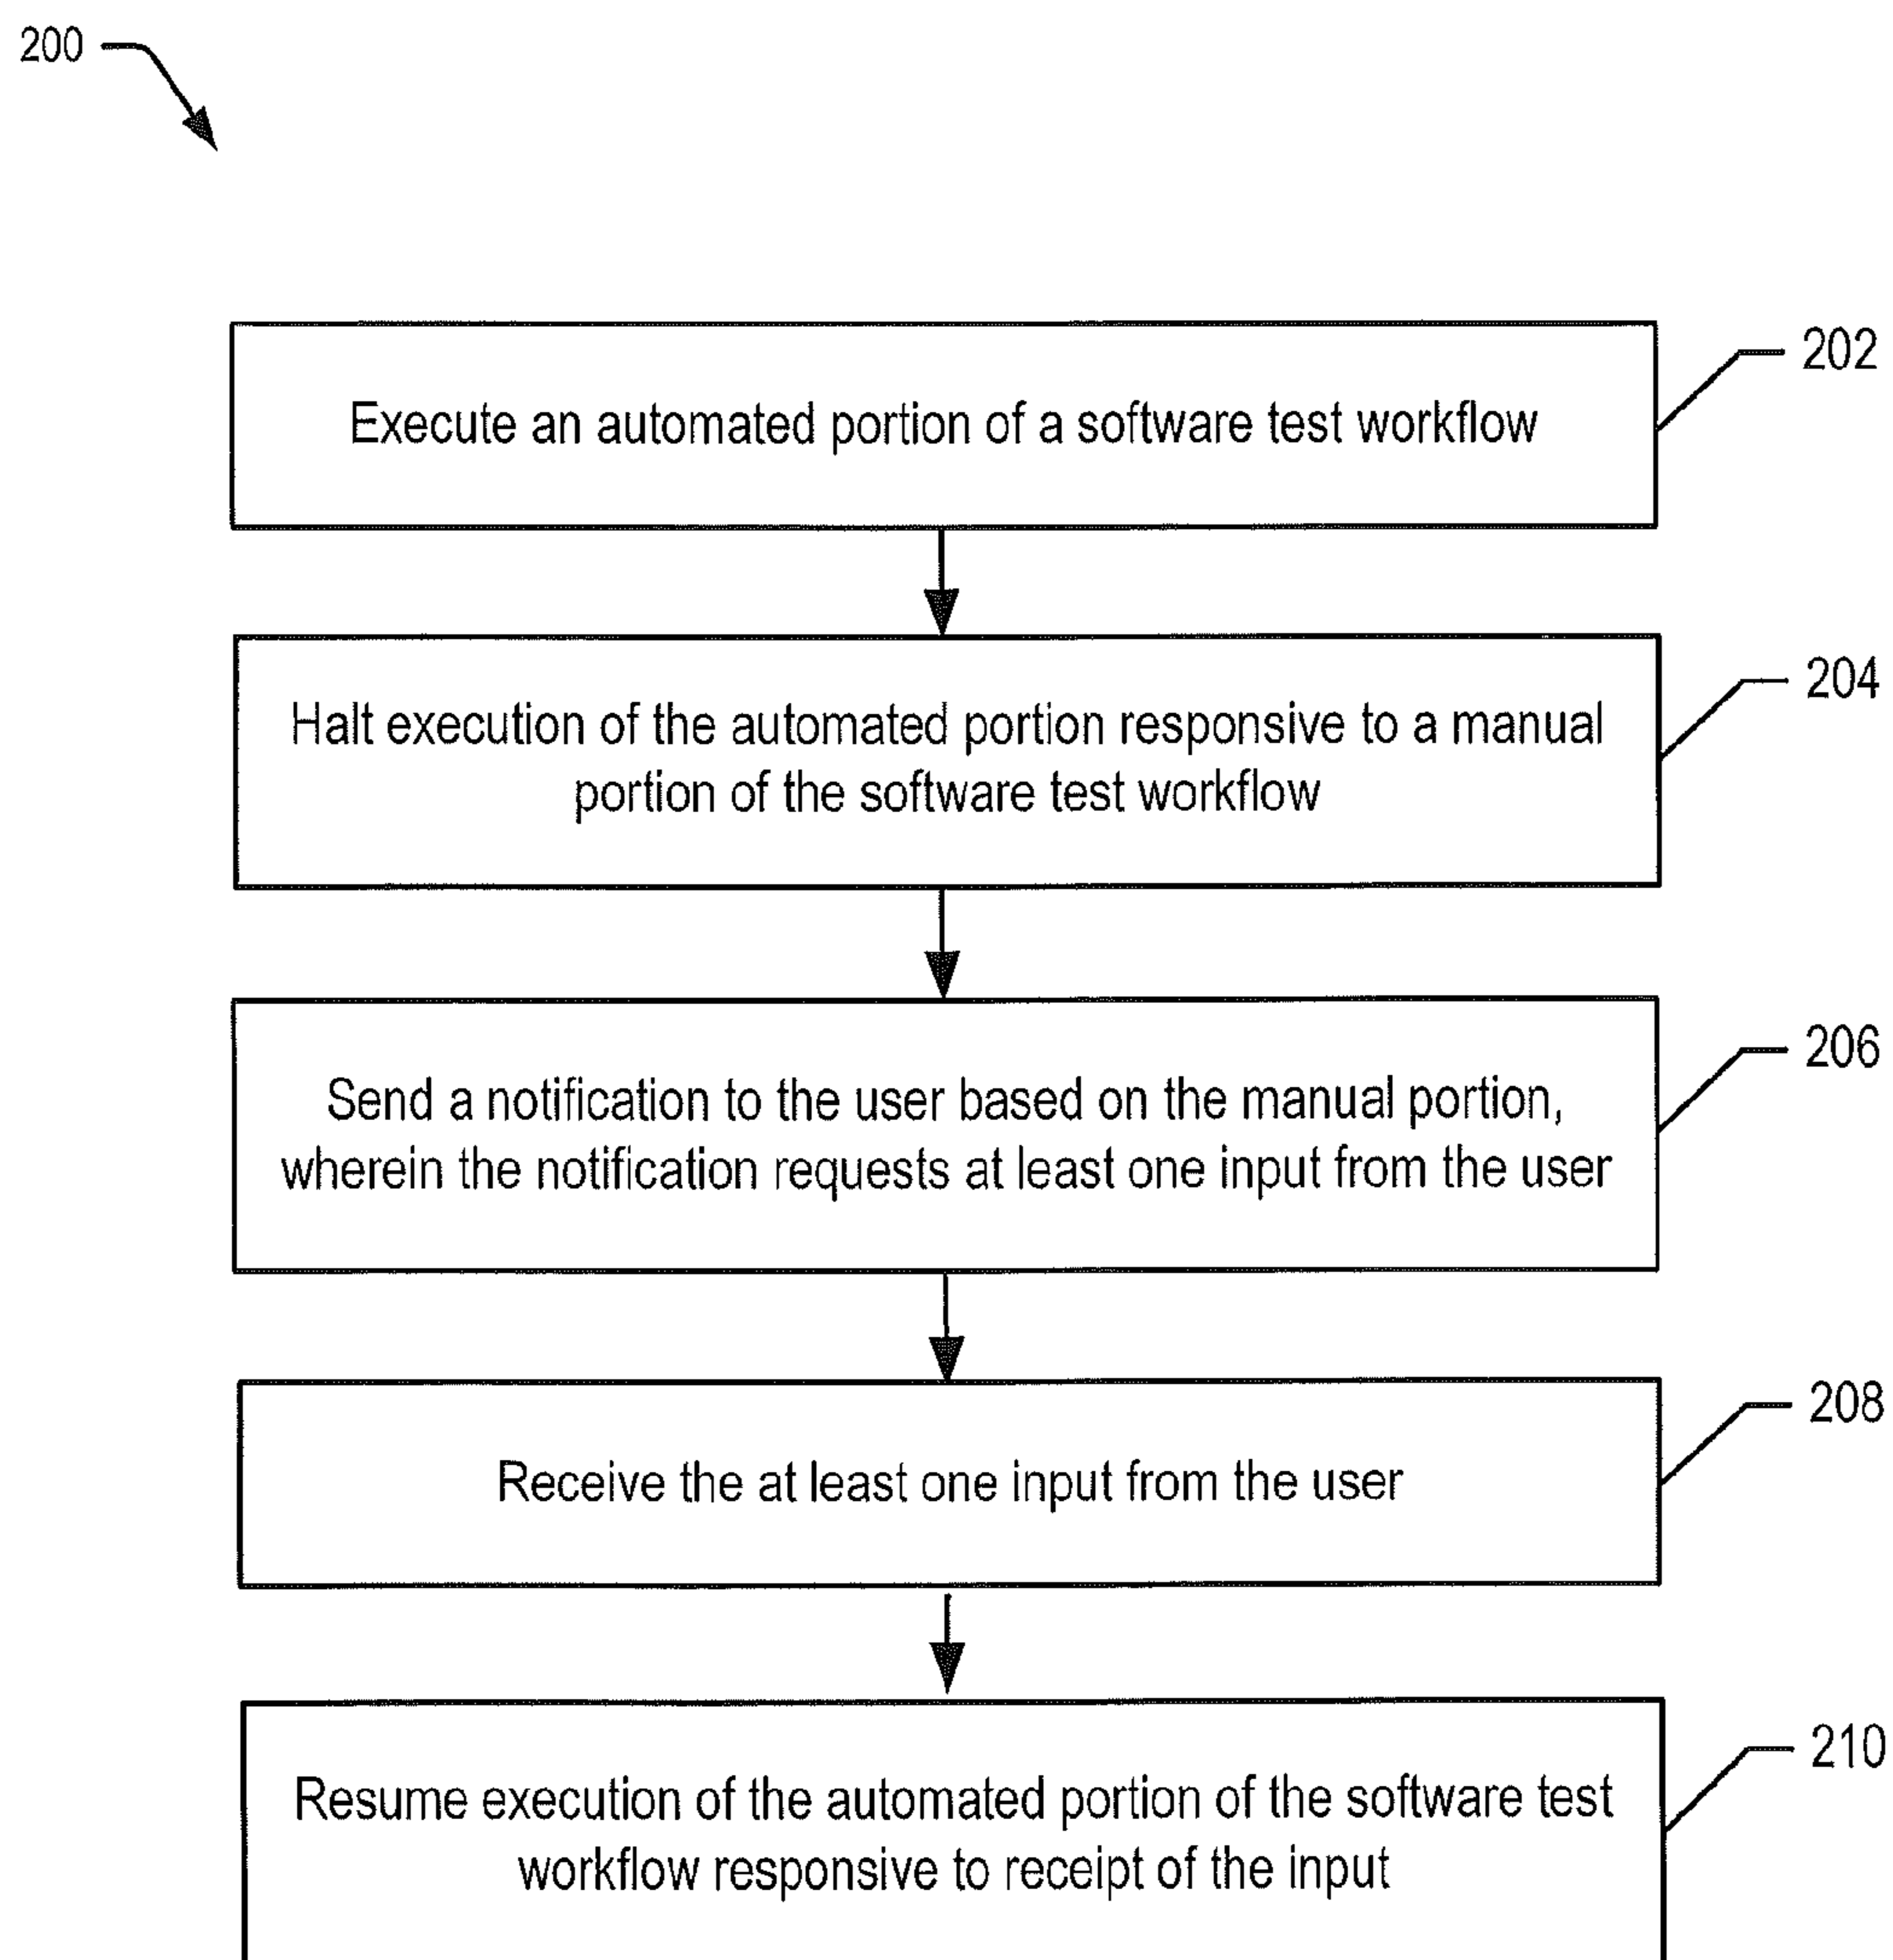 200
202
Execute an automated portion of a software test workflow
204
Halt execution of the automated portion responsive to a manual
portion of the software test workflow
206
Send a notification to the user based on the manual portion,
wherein the notification requests at least one input from the user
208
Receive the at least one input from the user
210
Resume execution of the automated portion of the software test
workflow responsive to receipt of the input